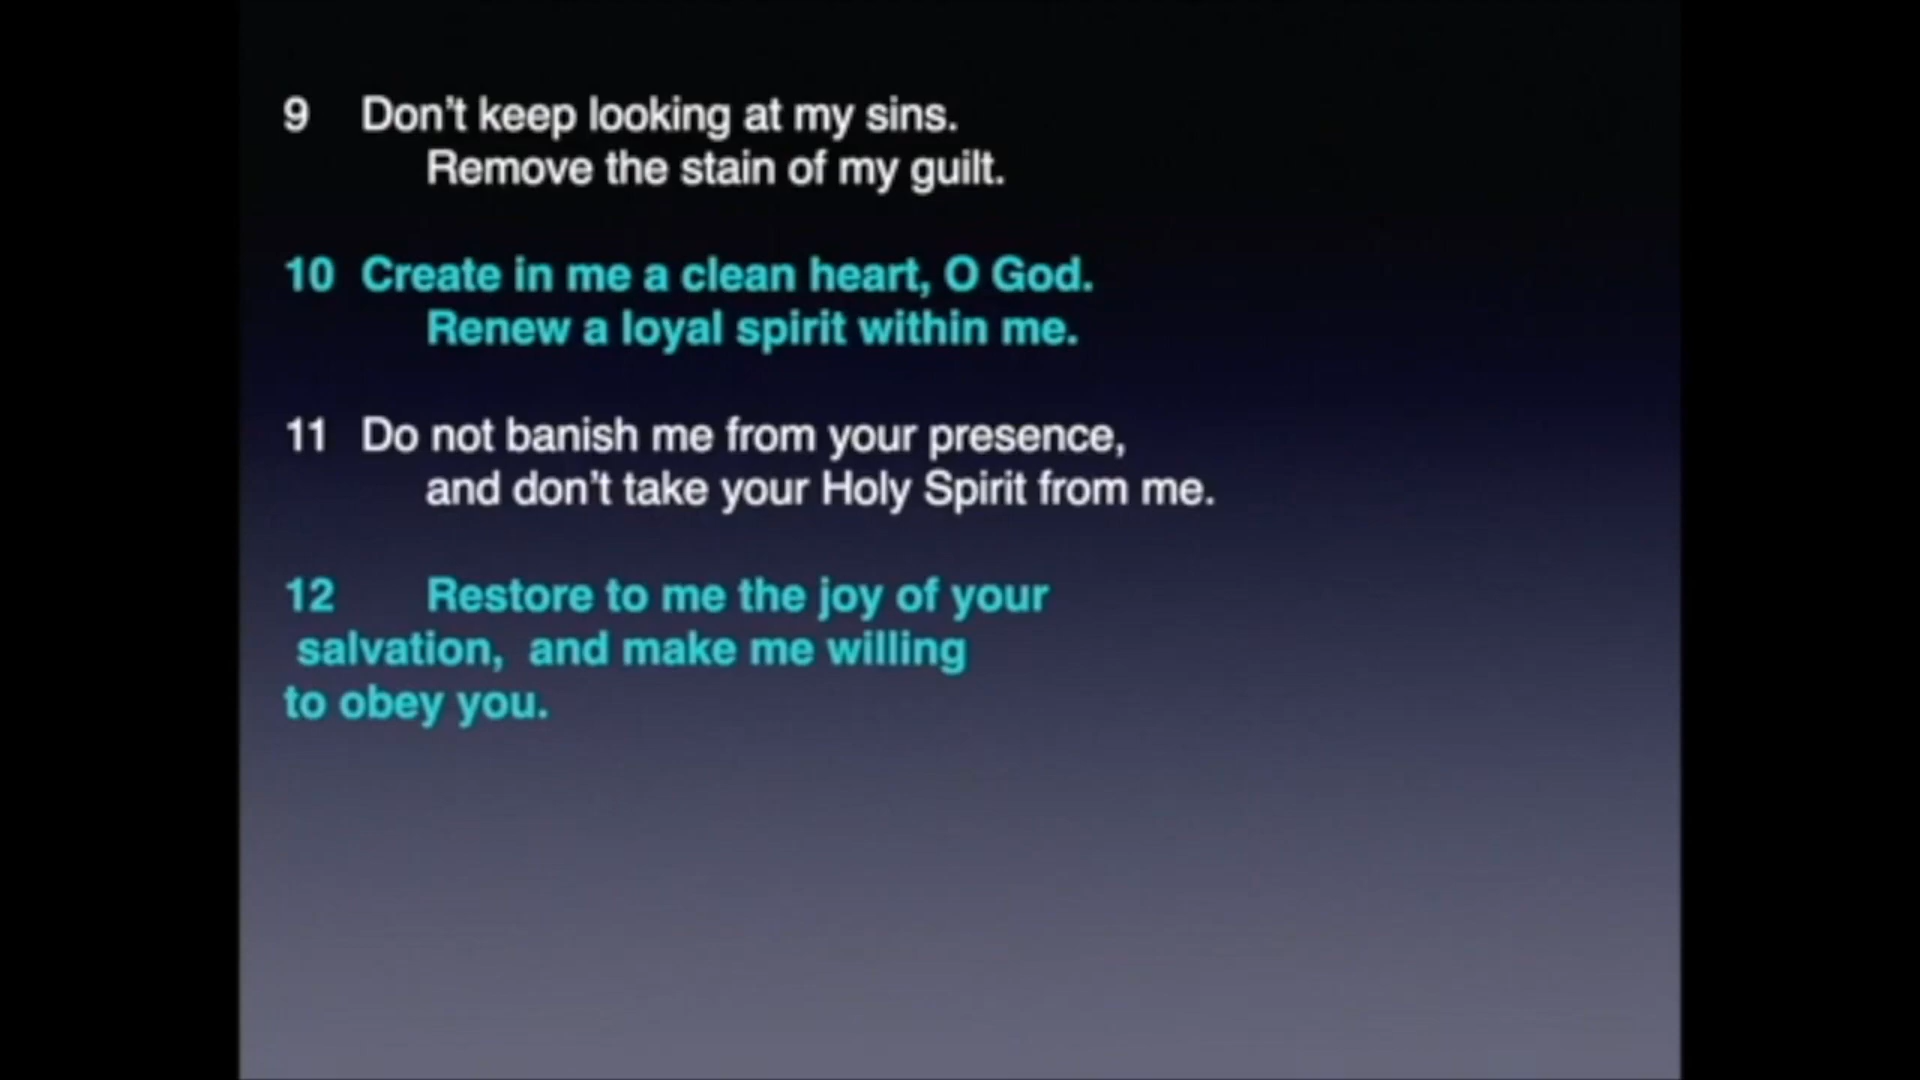 9 Don't keep looking at my sins.
Remove the stain of my guilt.
10 Create in me a clean heart, O God.
Renew a loyal spirit within me.
11 Do not banish me from your presence,
and don't take your Holy Spirit from me.
12 Restore to me the joy of your
salvation, and make me willing
to obey you.